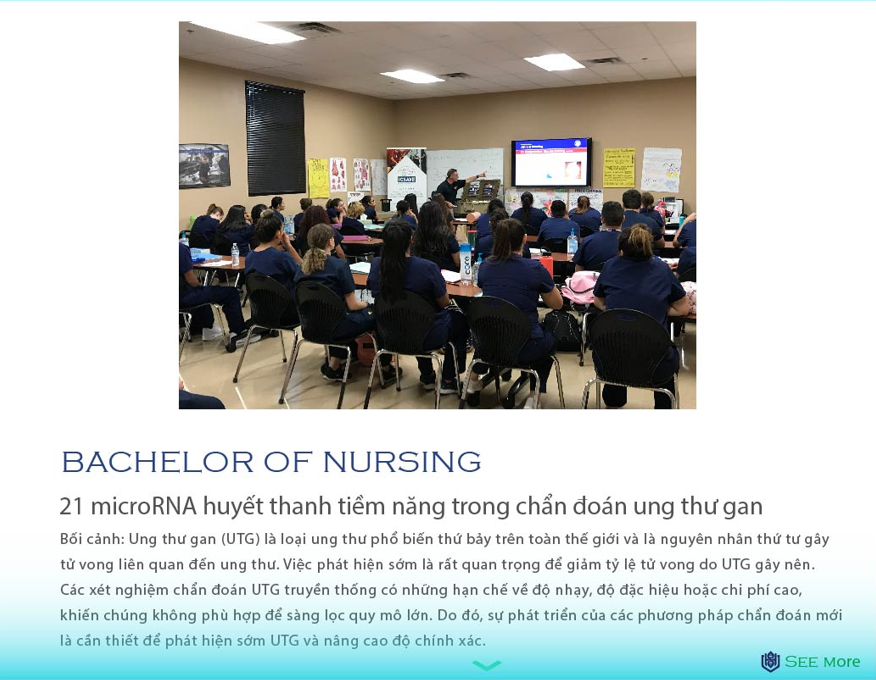 BACHELOR OF NURSING
21 microRNA huyết thanh tiềm năng trong chẩn đoán ung thư gan
Bối cảnh: Ung thư gan (UTG) là loại ung thư phổ biến thứ bảy trên toàn thế giới và là nguyên nhân thứ tư gây
tử vong liên quan đến ung thư. Việc phát hiện sớm là rất quan trọng để giảm tỷ lệ tử vong do UTG gây nên.
Các xét nghiệm chẩn đoán UTG truyền thống có những hạn chế về độ nhạy, độ đặc hiệu hoặc chi phí cao,
khiến chúng không phù hợp để sàng lọc quy mô lớn. Do đó, sự phát triển của các phương pháp chẩn đoán mới
là cần thiết để phát hiện sớm UTG và nâng cao độ chính xác.
SEE More